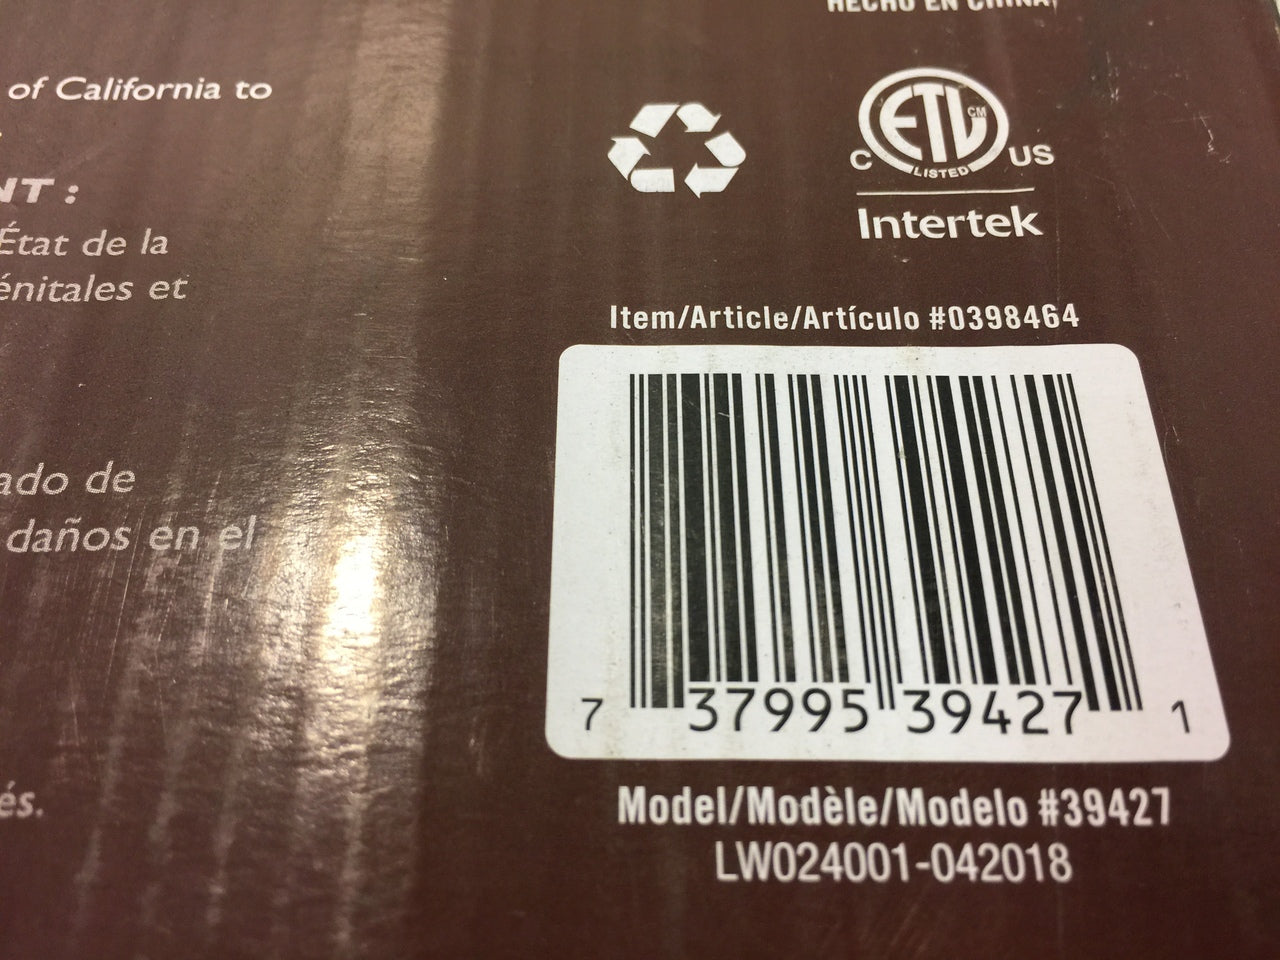 HECHO EN CHINA
of California to
NT :
État de la
énitales et
ado de
daños en el
és.
ETL CM
C US
LISTED
Intertek
Item/Article/Artículo #0398464
7 37995 39427 1
Model/Modèle/Modelo #39427
LW024001-042018